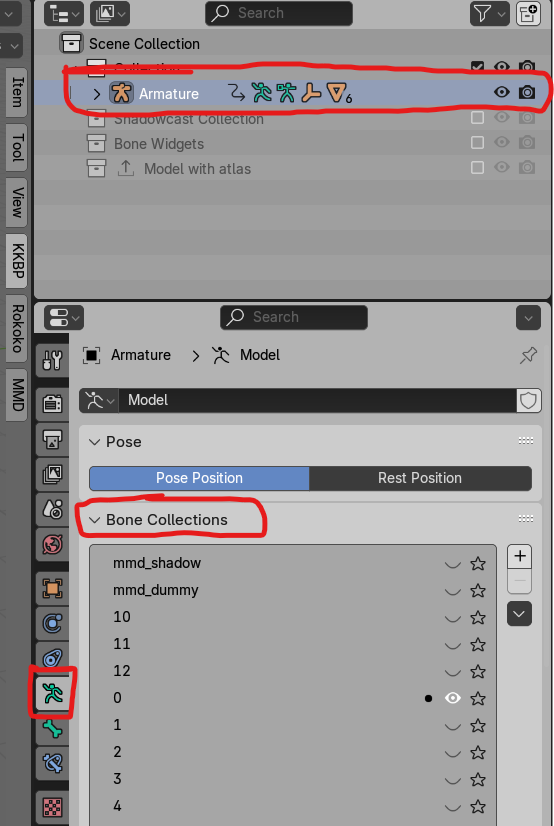 Search
Scene Collection
Collection
Armature
6
Shadowcast Collection
Bone Widgets
Model with atlas
Item
Tool
View
KKBP
Rokoko
MMD
Search
Armature > Model
Model
Pose
Pose Position Rest Position
Bone Collections
mmd_shadow
mmd_dummy
10
11
12
0
1
2
3
4